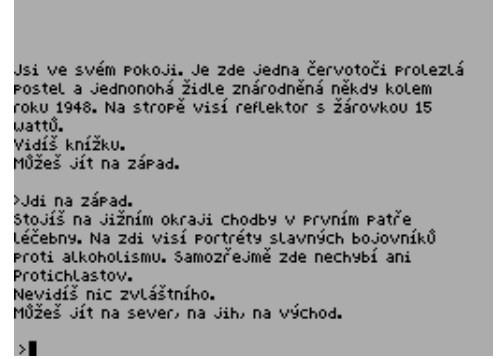 Jsi ve svém pokoji. Je zde jedna červotoči prolezlá
postel a jednonohá židle znárodněná někdy kolem
roku 1948. Na stropě visí reflektor s žárovkou 15
wattů.
Vidíš knížku.
Můžeš jít na západ.
>Jdi na západ.
Stojíš na jižním okraji chodby v prvním patře
léčebny. Na zdi visí portréty slavných bojovníků
proti alkoholismu. Samozřejmě zde nechybí ani
Protichlastov.
Nevidíš nic zvláštního.
Můžeš jít na sever, na jih, na východ.
>